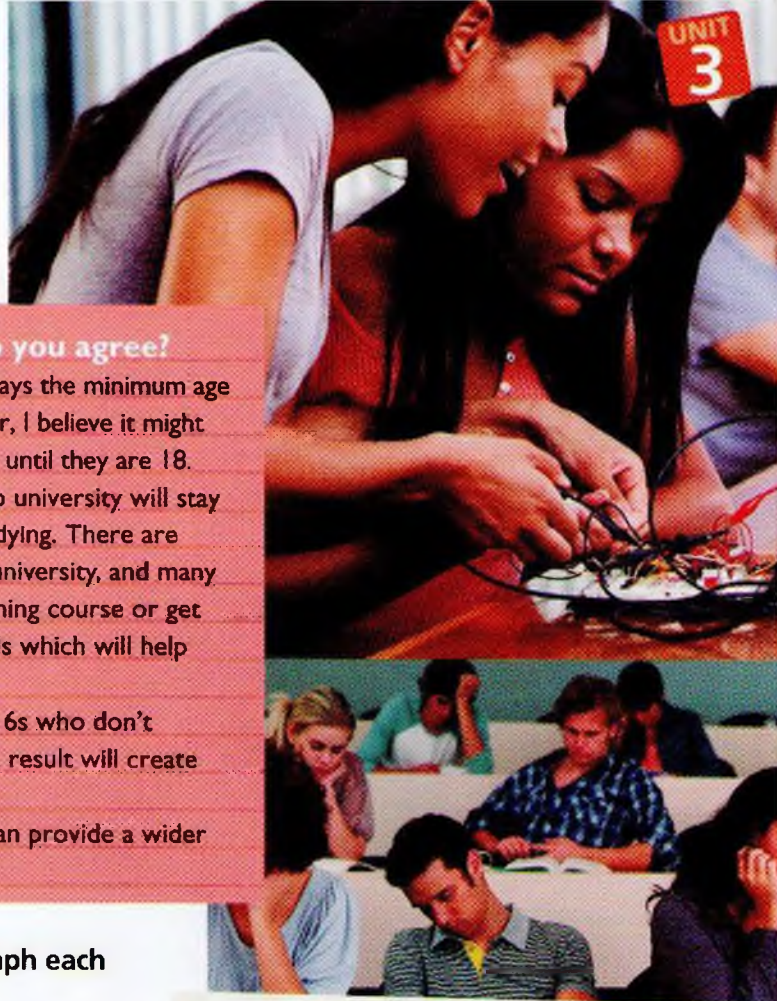 UNIT
3
you agree?
ays the minimum age
r, I believe it might
until they are 18.
university will stay
dying. There are
university, and many
ning course or get
s which will help
6s who don't
result will create
an provide a wider
aph each